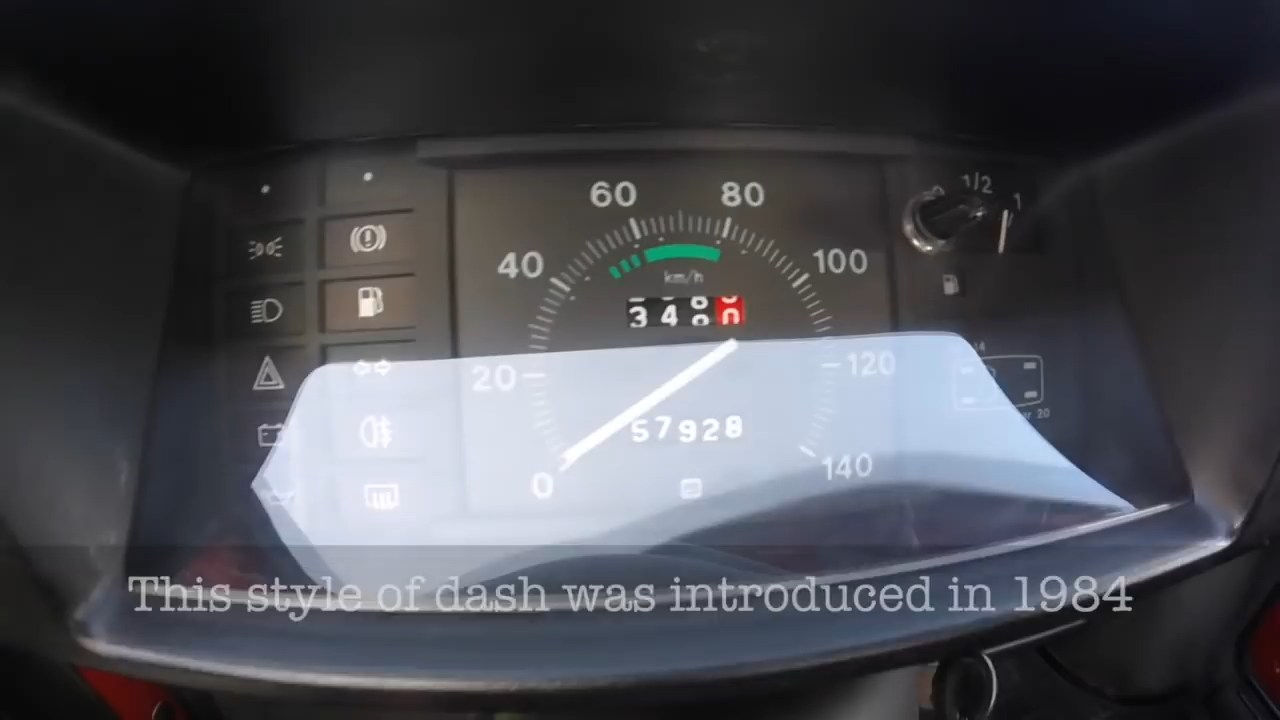 0 1/2 1
60 80
40 100
km/h
20 120
57928
0 140
This style of dash was introduced in 1984